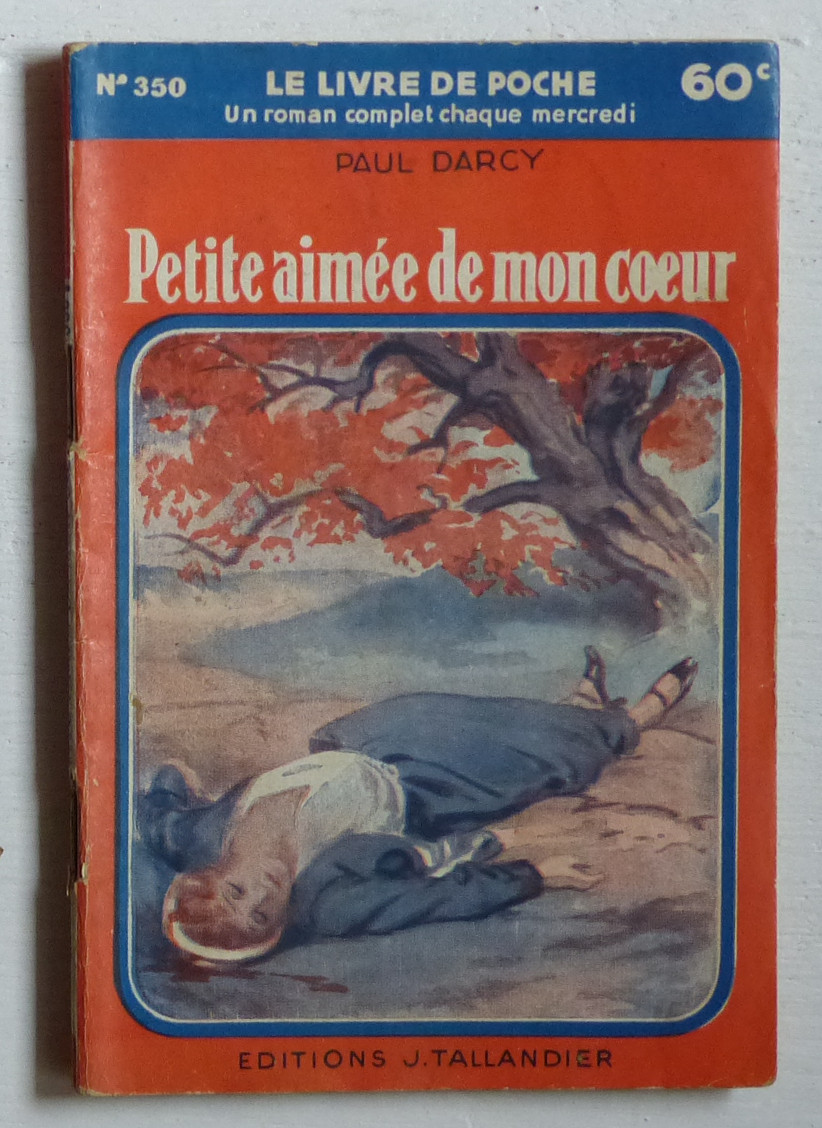 N° 350
LE LIVRE DE POCHE
60c
Un roman complet chaque mercredi
PAUL DARCY
Petite aimée de mon coeur
EDITIONS J. TALLANDIER